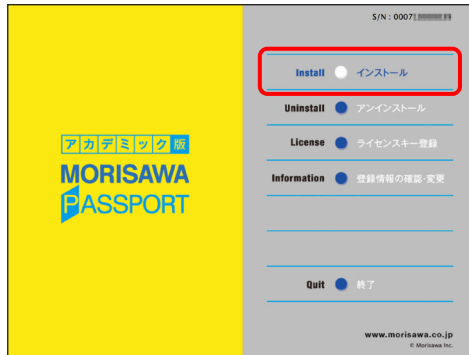 S/N : 0007
Install インストール
Uninstall アンインストール
アカデミック版
License ライセンスキー登録
MORISAWA
PASSPORT
Information 登録情報の確認・変更
Quit 終了
www.morisawa.co.jp
© Morisawa Inc.